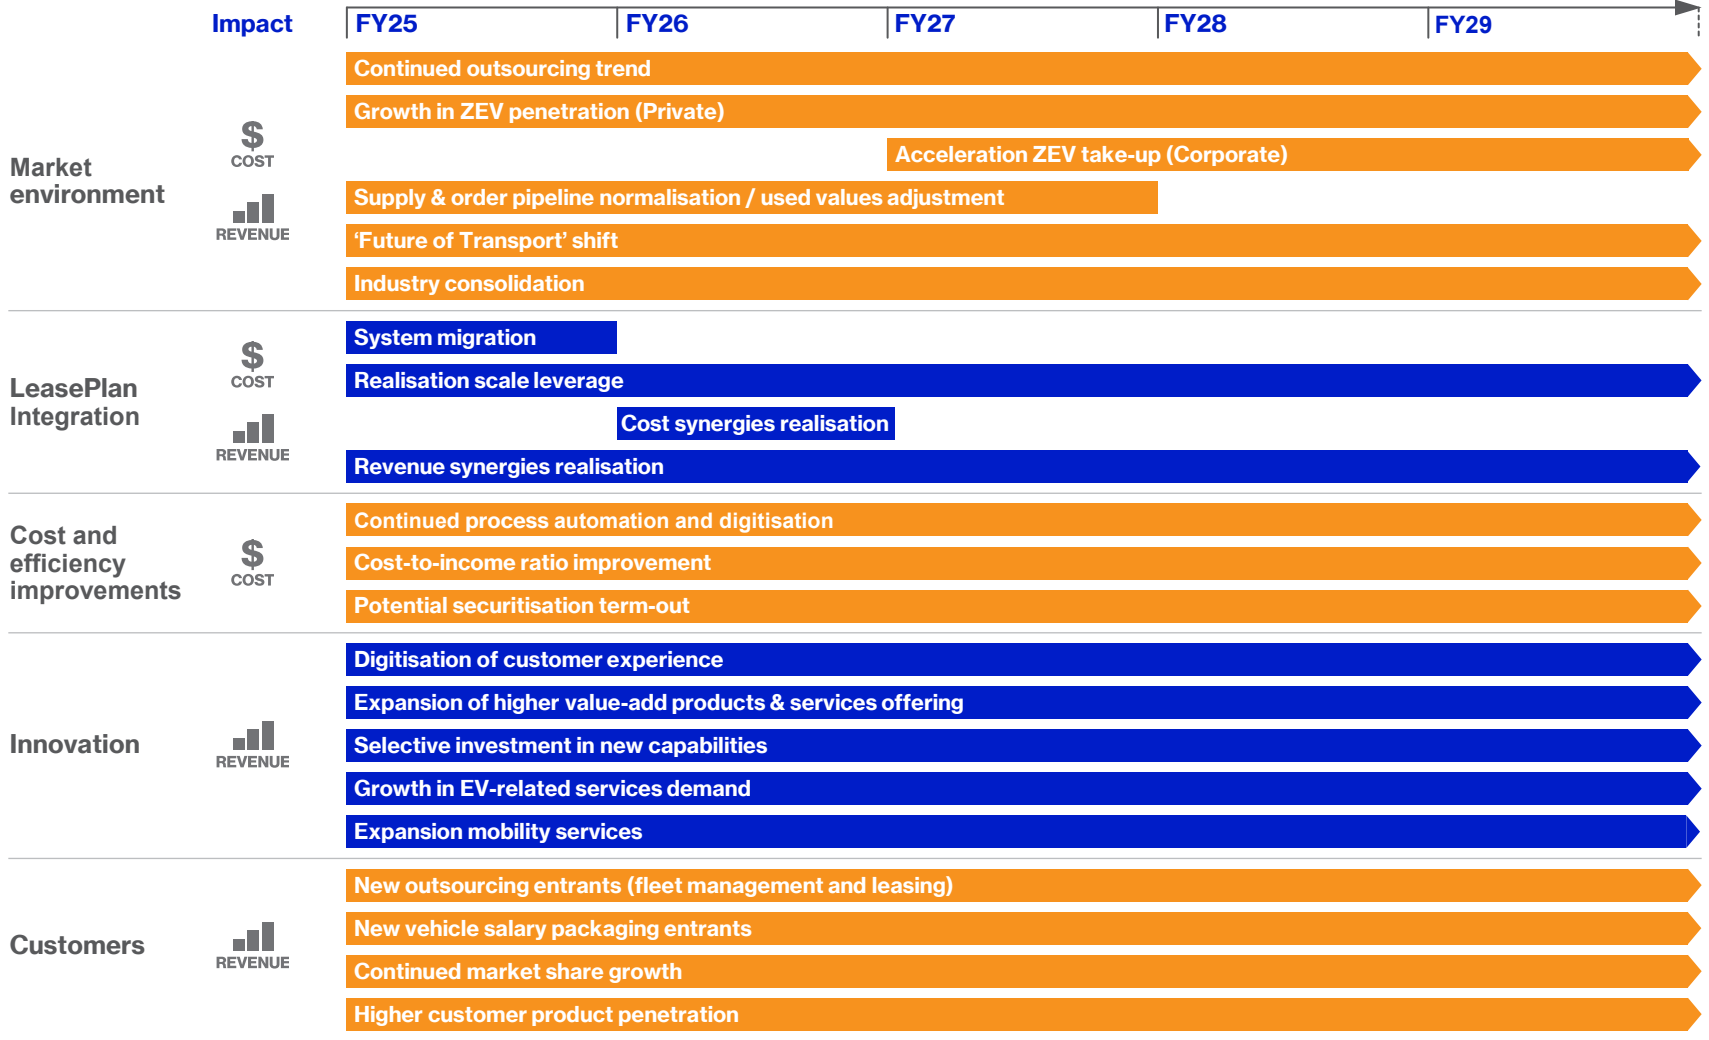 Impact
FY25
FY26
FY27
FY28
FY29
Market
environment
$
COST
REVENUE
Continued outsourcing trend
Growth in ZEV penetration (Private)
Acceleration ZEV take-up (Corporate)
Supply & order pipeline normalisation / used values adjustment
‘Future of Transport’ shift
Industry consolidation
LeasePlan
Integration
$
COST
REVENUE
System migration
Realisation scale leverage
Cost synergies realisation
Revenue synergies realisation
Cost and
efficiency
improvements
$
COST
Continued process automation and digitisation
Cost-to-income ratio improvement
Potential securitisation term-out
Innovation
REVENUE
Digitisation of customer experience
Expansion of higher value-add products & services offering
Selective investment in new capabilities
Growth in EV-related services demand
Expansion mobility services
Customers
REVENUE
New outsourcing entrants (fleet management and leasing)
New vehicle salary packaging entrants
Continued market share growth
Higher customer product penetration